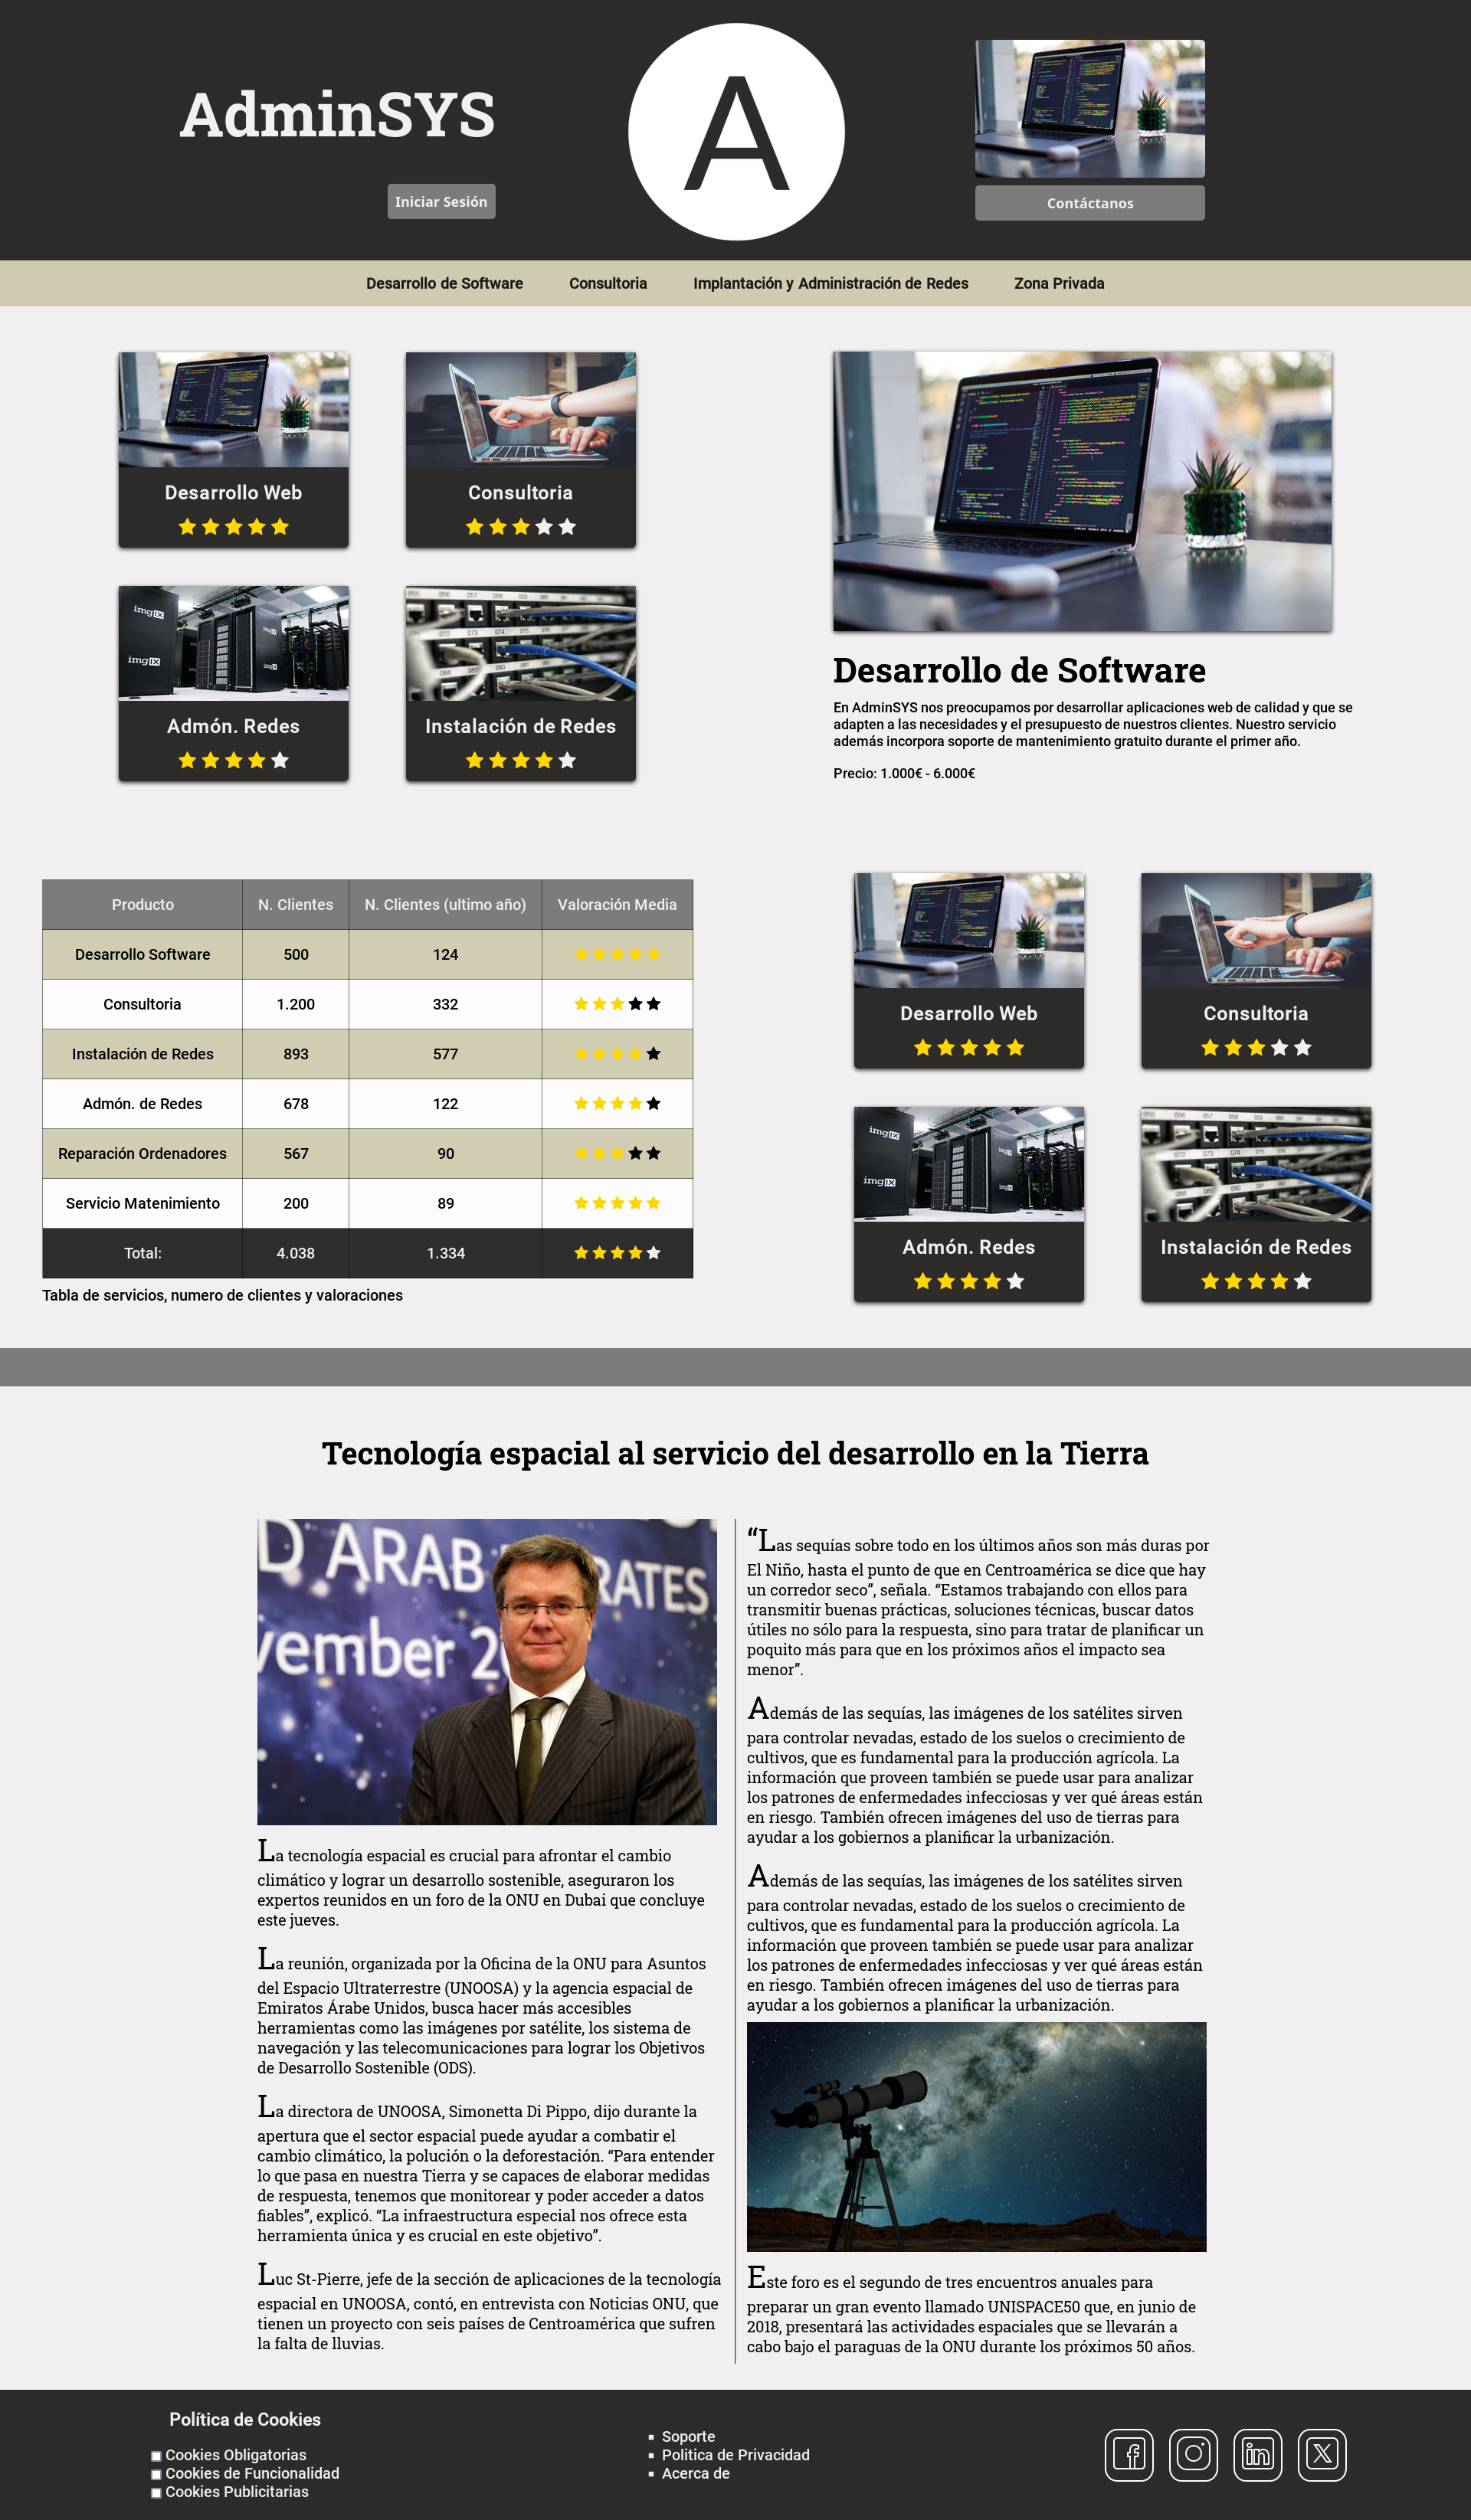 AdminSYS
Iniciar Sesión
A
Contáctanos
Desarrollo de Software
Consultoria
Implantación y Administración de Redes
Zona Privada
Desarrollo Web
Consultoria
Admón. Redes
Instalación de Redes
imgIX
imgIX
Desarrollo de Software
En AdminSYS nos preocupamos por desarrollar aplicaciones web de calidad y que se
adapten a las necesidades y el presupuesto de nuestros clientes. Nuestro servicio
además incorpora soporte de mantenimiento gratuito durante el primer año.
Precio: 1.000€ - 6.000€
Producto N. Clientes N. Clientes (ultimo año) Valoración Media
Desarrollo Software 500 124
Consultoria 1.200 332
Instalación de Redes 893 577
Admón. de Redes 678 122
Reparación Ordenadores 567 90
Servicio Matenimiento 200 89
Total: 4.038 1.334
Tabla de servicios, numero de clientes y valoraciones
Desarrollo Web
Consultoria
imgIX
imgIX
Admón. Redes
Instalación de Redes
Tecnología espacial al servicio del desarrollo en la Tierra
D ARAB
RATES
vember 2
La tecnología espacial es crucial para afrontar el cambio
climático y lograr un desarrollo sostenible, aseguraron los
expertos reunidos en un foro de la ONU en Dubai que concluye
este jueves.
La reunión, organizada por la Oficina de la ONU para Asuntos
del Espacio Ultraterrestre (UNOOSA) y la agencia espacial de
Emiratos Árabe Unidos, busca hacer más accesibles
herramientas como las imágenes por satélite, los sistema de
navegación y las telecomunicaciones para lograr los Objetivos
de Desarrollo Sostenible (ODS).
La directora de UNOOSA, Simonetta Di Pippo, dijo durante la
apertura que el sector espacial puede ayudar a combatir el
cambio climático, la polución o la deforestación. “Para entender
lo que pasa en nuestra Tierra y se capaces de elaborar medidas
de respuesta, tenemos que monitorear y poder acceder a datos
fiables”, explicó. “La infraestructura especial nos ofrece esta
herramienta única y es crucial en este objetivo”.
Luc St-Pierre, jefe de la sección de aplicaciones de la tecnología
espacial en UNOOSA, contó, en entrevista con Noticias ONU, que
tienen un proyecto con seis países de Centroamérica que sufren
la falta de lluvias.
“Las sequías sobre todo en los últimos años son más duras por
El Niño, hasta el punto de que en Centroamérica se dice que hay
un corredor seco”, señala. “Estamos trabajando con ellos para
transmitir buenas prácticas, soluciones técnicas, buscar datos
útiles no sólo para la respuesta, sino para tratar de planificar un
poquito más para que en los próximos años el impacto sea
menor”.
Además de las sequías, las imágenes de los satélites sirven
para controlar nevadas, estado de los suelos o crecimiento de
cultivos, que es fundamental para la producción agrícola. La
información que proveen también se puede usar para analizar
los patrones de enfermedades infecciosas y ver qué áreas están
en riesgo. También ofrecen imágenes del uso de tierras para
ayudar a los gobiernos a planificar la urbanización.
Además de las sequías, las imágenes de los satélites sirven
para controlar nevadas, estado de los suelos o crecimiento de
cultivos, que es fundamental para la producción agrícola. La
información que proveen también se puede usar para analizar
los patrones de enfermedades infecciosas y ver qué áreas están
en riesgo. También ofrecen imágenes del uso de tierras para
ayudar a los gobiernos a planificar la urbanización.
Este foro es el segundo de tres encuentros anuales para
preparar un gran evento llamado UNISPACE50 que, en junio de
2018, presentará las actividades espaciales que se llevarán a
cabo bajo el paraguas de la ONU durante los próximos 50 años.
Política de Cookies
Cookies Obligatorias
Cookies de Funcionalidad
Cookies Publicitarias
Soporte
Politica de Privacidad
Acerca de